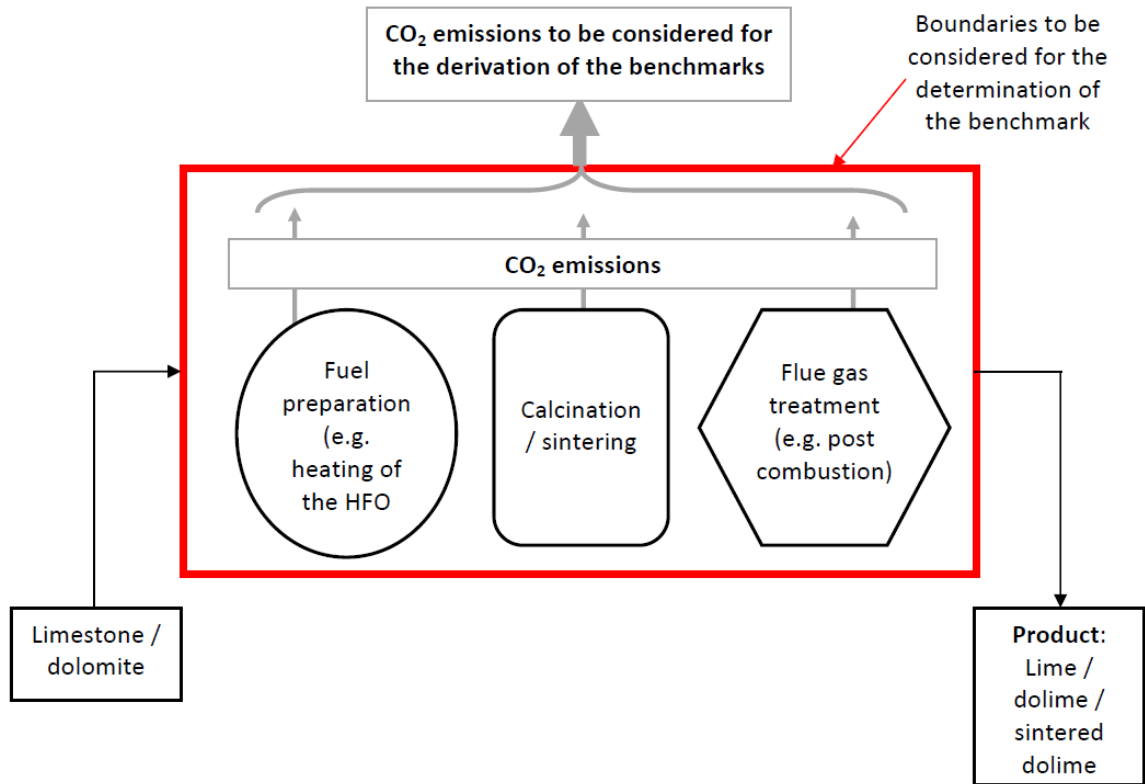 CO₂ emissions to be considered for
the derivation of the benchmarks
Boundaries to be
considered for the
determination of
the benchmark
CO₂ emissions
Fuel
preparation
(e.g.
heating of
the HFO
Calcination
/ sintering
Flue gas
treatment
(e.g. post
combustion)
Limestone /
dolomite
Product:
Lime /
dolime /
sintered
dolime